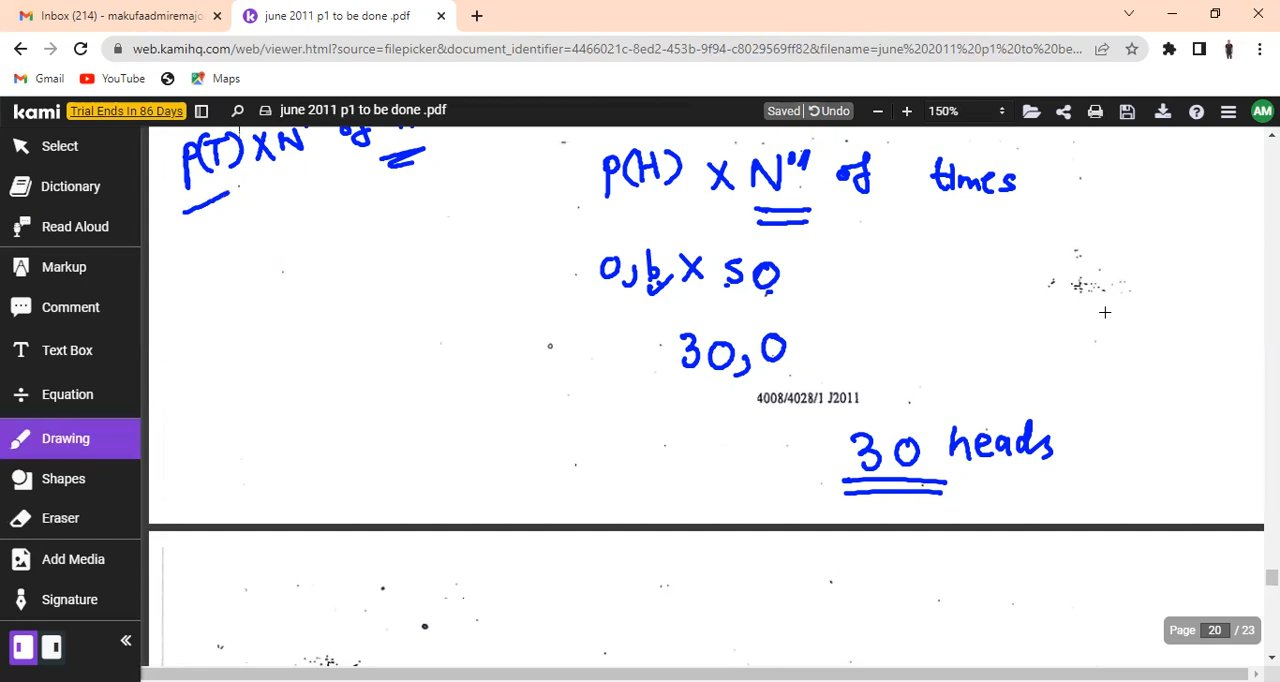 Inbox (214) - makufaadmiremajo
june 2011 p1 to be done .pdf
web.kamihq.com/web/viewer.html?source=filepicker&document_identifier=4466021c-8ed2-453b-9f94-c8029569ff82&filename=june%202011%20p1%20to%20be...
Gmail YouTube Maps
kami Trial Ends In 86 Days june 2011 p1 to be done .pdf Saved Undo 150% AM
Select
Dictionary
Read Aloud
Markup
Comment
Text Box
Equation
Drawing
Shapes
Eraser
Add Media
Signature
P(T) X N of
P(H) X N of times
0,6 X 50
30,0
4008/4028/1 J2011
30 heads
Page 20 / 23